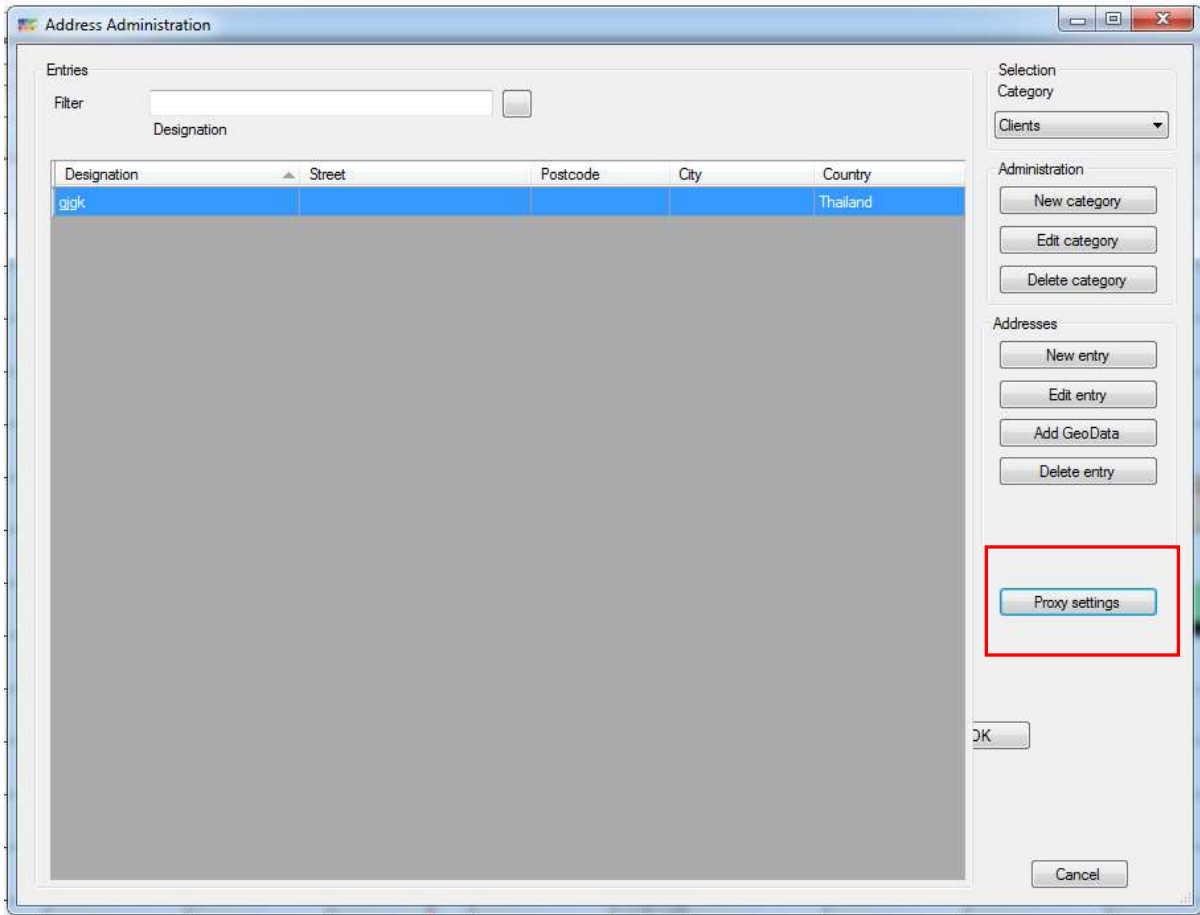 Address Administration
Entries
Filter
Designation
Designation Street Postcode City Country
gjgk Thailand
Selection
Category
Clients
Administration
New category
Edit category
Delete category
Addresses
New entry
Edit entry
Add GeoData
Delete entry
Proxy settings
OK
Cancel